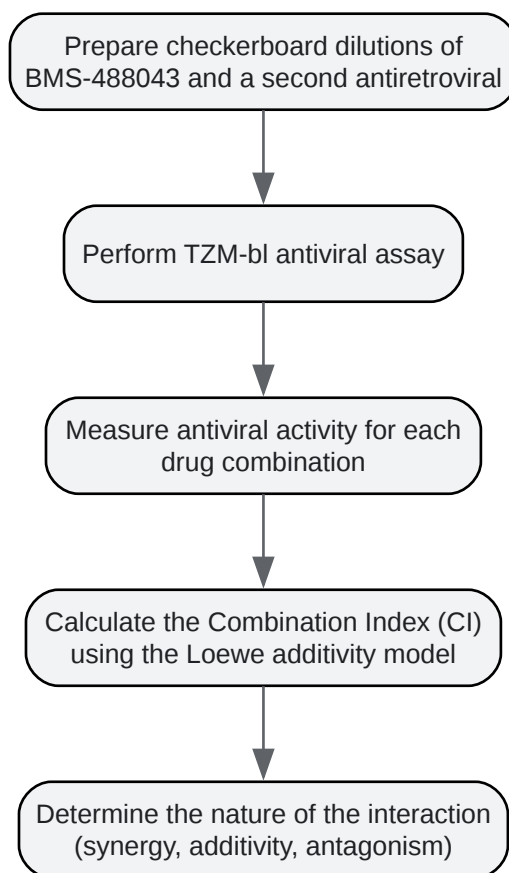 Prepare checkerboard dilutions of
BMS-488043 and a second antiretroviral
Perform TZM-bl antiviral assay
Measure antiviral activity for each
drug combination
Calculate the Combination Index (CI)
using the Loewe additivity model
Determine the nature of the interaction
(synergy, additivity, antagonism)